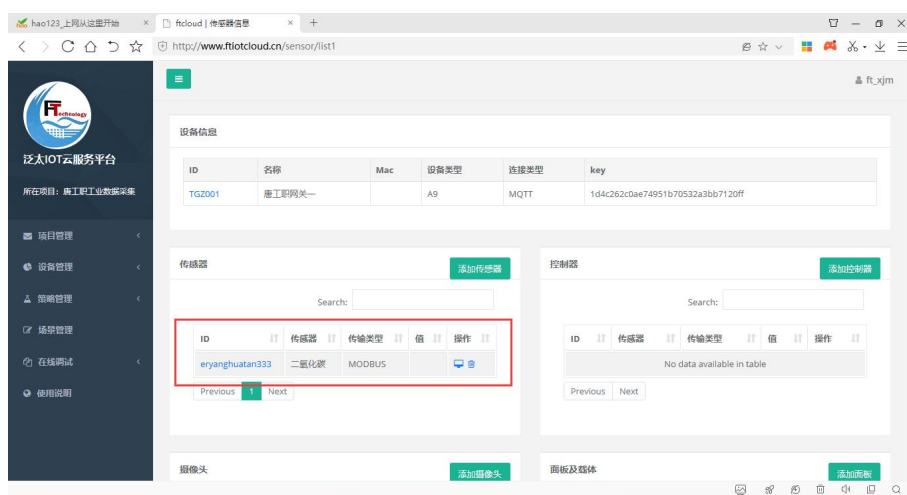 hao123_上网从这里开始
ftcloud | 传感器信息
http://www.ftiotcloud.cn/sensor/list1
ft_xjm
FTechnology
泛太IOT云服务平台
所在项目：唐工职工业数据采集
项目管理
设备管理
策略管理
场景管理
在线调试
使用说明
设备信息
ID 名称 Mac 设备类型 连接类型 key
TGZ001 唐工职网关一 A9 MQTT 1d4c262c0ae74951b70532a3bb7120ff
传感器 添加传感器
Search:
ID 传感器 传输类型 值 操作
eryanghuatan333 二氧化碳 MODBUS
Previous 1 Next
控制器 添加控制器
Search:
ID 传感器 传输类型 值 操作
No data available in table
Previous Next
摄像头 添加摄像头
面板及载体 添加面板